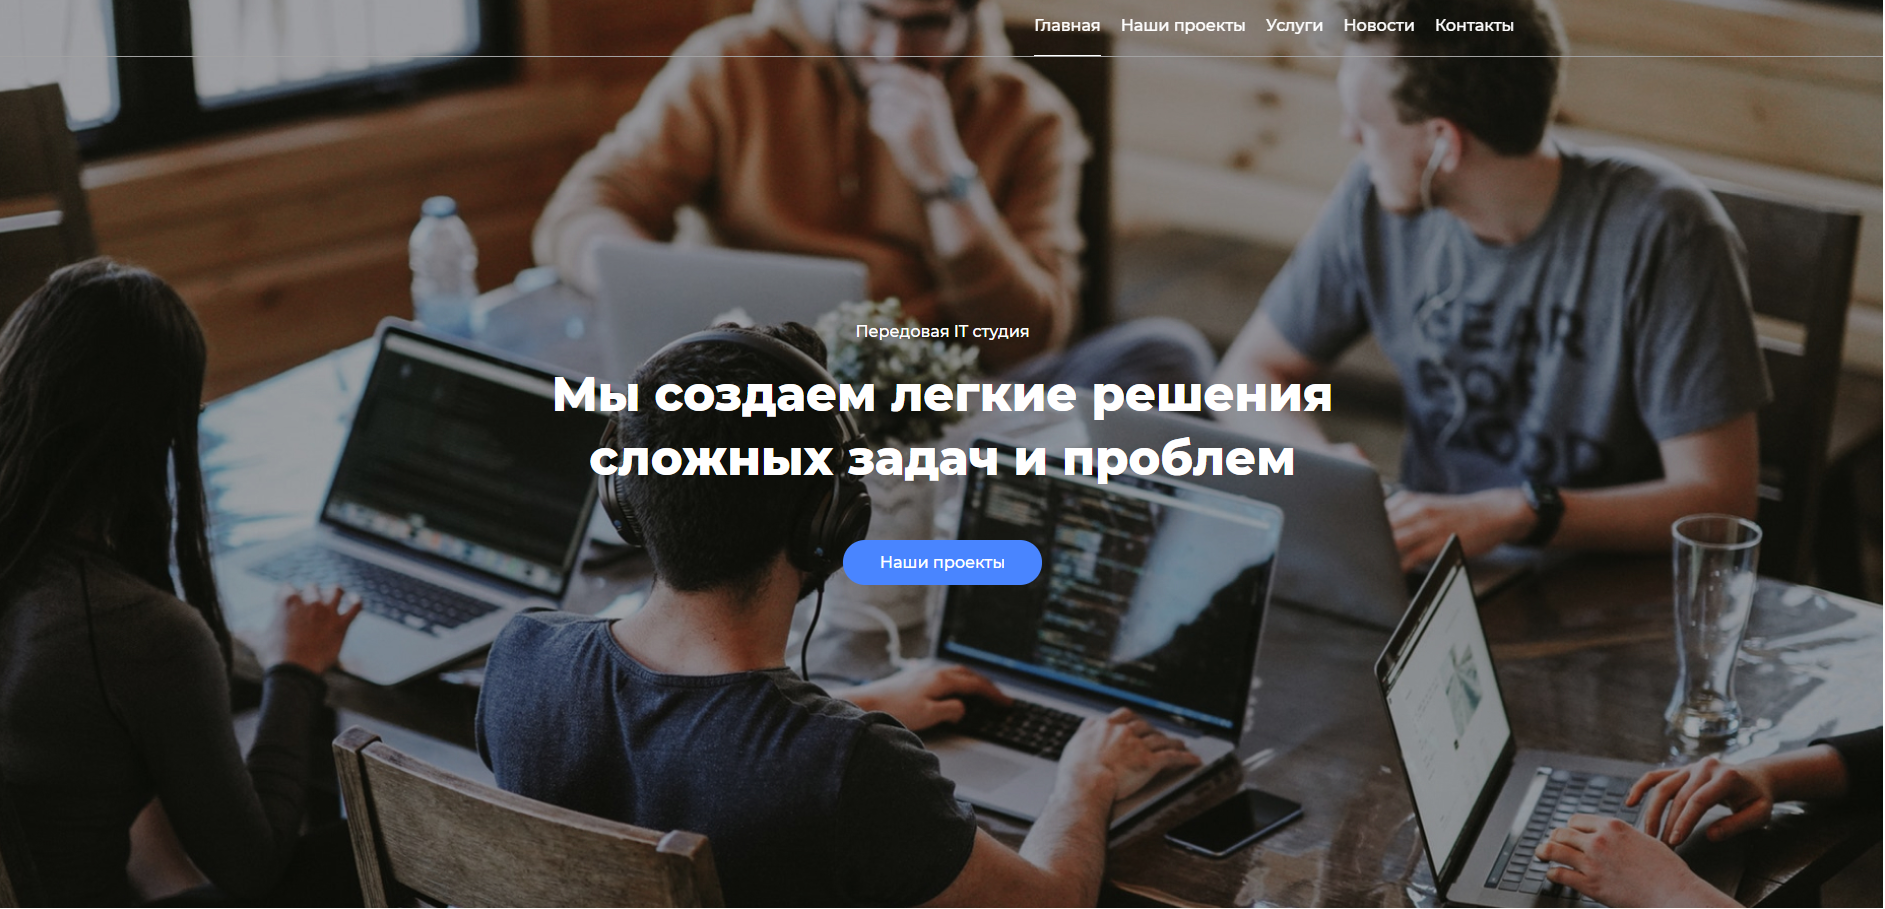 Главная Наши проекты Услуги Новости Контакты
Передовая IT студия
Мы создаем легкие решения
сложных задач и проблем
Наши проекты